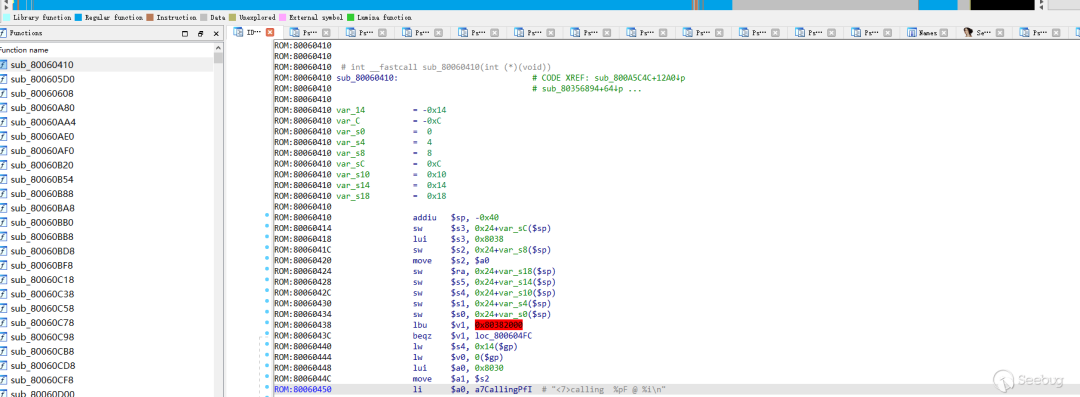 Library function Regular function Instruction Data Unexplored External symbol Lumina function
Functions
Function name
sub_80060410
sub_800605D0
sub_80060608
sub_80060A80
sub_80060AA4
sub_80060AE0
sub_80060AF0
sub_80060B20
sub_80060B54
sub_80060B88
sub_80060BA8
sub_80060BB0
sub_80060BB8
sub_80060BD8
sub_80060BF8
sub_80060C18
sub_80060C38
sub_80060C58
sub_80060C78
sub_80060C98
sub_80060CB8
sub_80060CD8
sub_80060CF8
sub_80060D00
ID··· Ps··· Ps··· Ps··· Ps··· Ps··· Ps··· Ps··· Ps··· Ps··· Ps··· Ps··· Names Se··· Ps···
ROM:80060410
ROM:80060410
ROM:80060410 # int __fastcall sub_80060410(int (*)(void))
ROM:80060410 sub_80060410: # CODE XREF: sub_800A5C4C+12A0↓p
ROM:80060410 # sub_80356894+64↓p ...
ROM:80060410
ROM:80060410 var_14 = -0x14
ROM:80060410 var_C = -0xC
ROM:80060410 var_s0 = 0
ROM:80060410 var_s4 = 4
ROM:80060410 var_s8 = 8
ROM:80060410 var_sC = 0xC
ROM:80060410 var_s10 = 0x10
ROM:80060410 var_s14 = 0x14
ROM:80060410 var_s18 = 0x18
ROM:80060410
ROM:80060410 addiu $sp, -0x40
ROM:80060414 sw $s3, 0x24+var_sC($sp)
ROM:80060418 lui $s3, 0x8038
ROM:8006041C sw $s2, 0x24+var_s8($sp)
ROM:80060420 move $s2, $a0
ROM:80060424 sw $ra, 0x24+var_s18($sp)
ROM:80060428 sw $s5, 0x24+var_s14($sp)
ROM:8006042C sw $s4, 0x24+var_s10($sp)
ROM:80060430 sw $s1, 0x24+var_s4($sp)
ROM:80060434 sw $s0, 0x24+var_s0($sp)
ROM:80060438 lbu $v1, 0x80382000
ROM:8006043C beqz $v1, loc_800604FC
ROM:80060440 lw $s4, 0x14($gp)
ROM:80060444 lw $v0, 0($gp)
ROM:80060448 lui $a0, 0x8030
ROM:8006044C move $a1, $s2
ROM:80060450 li $a0, a7CallingPfI # "<7>calling %pF @ %i\n"
Seebug